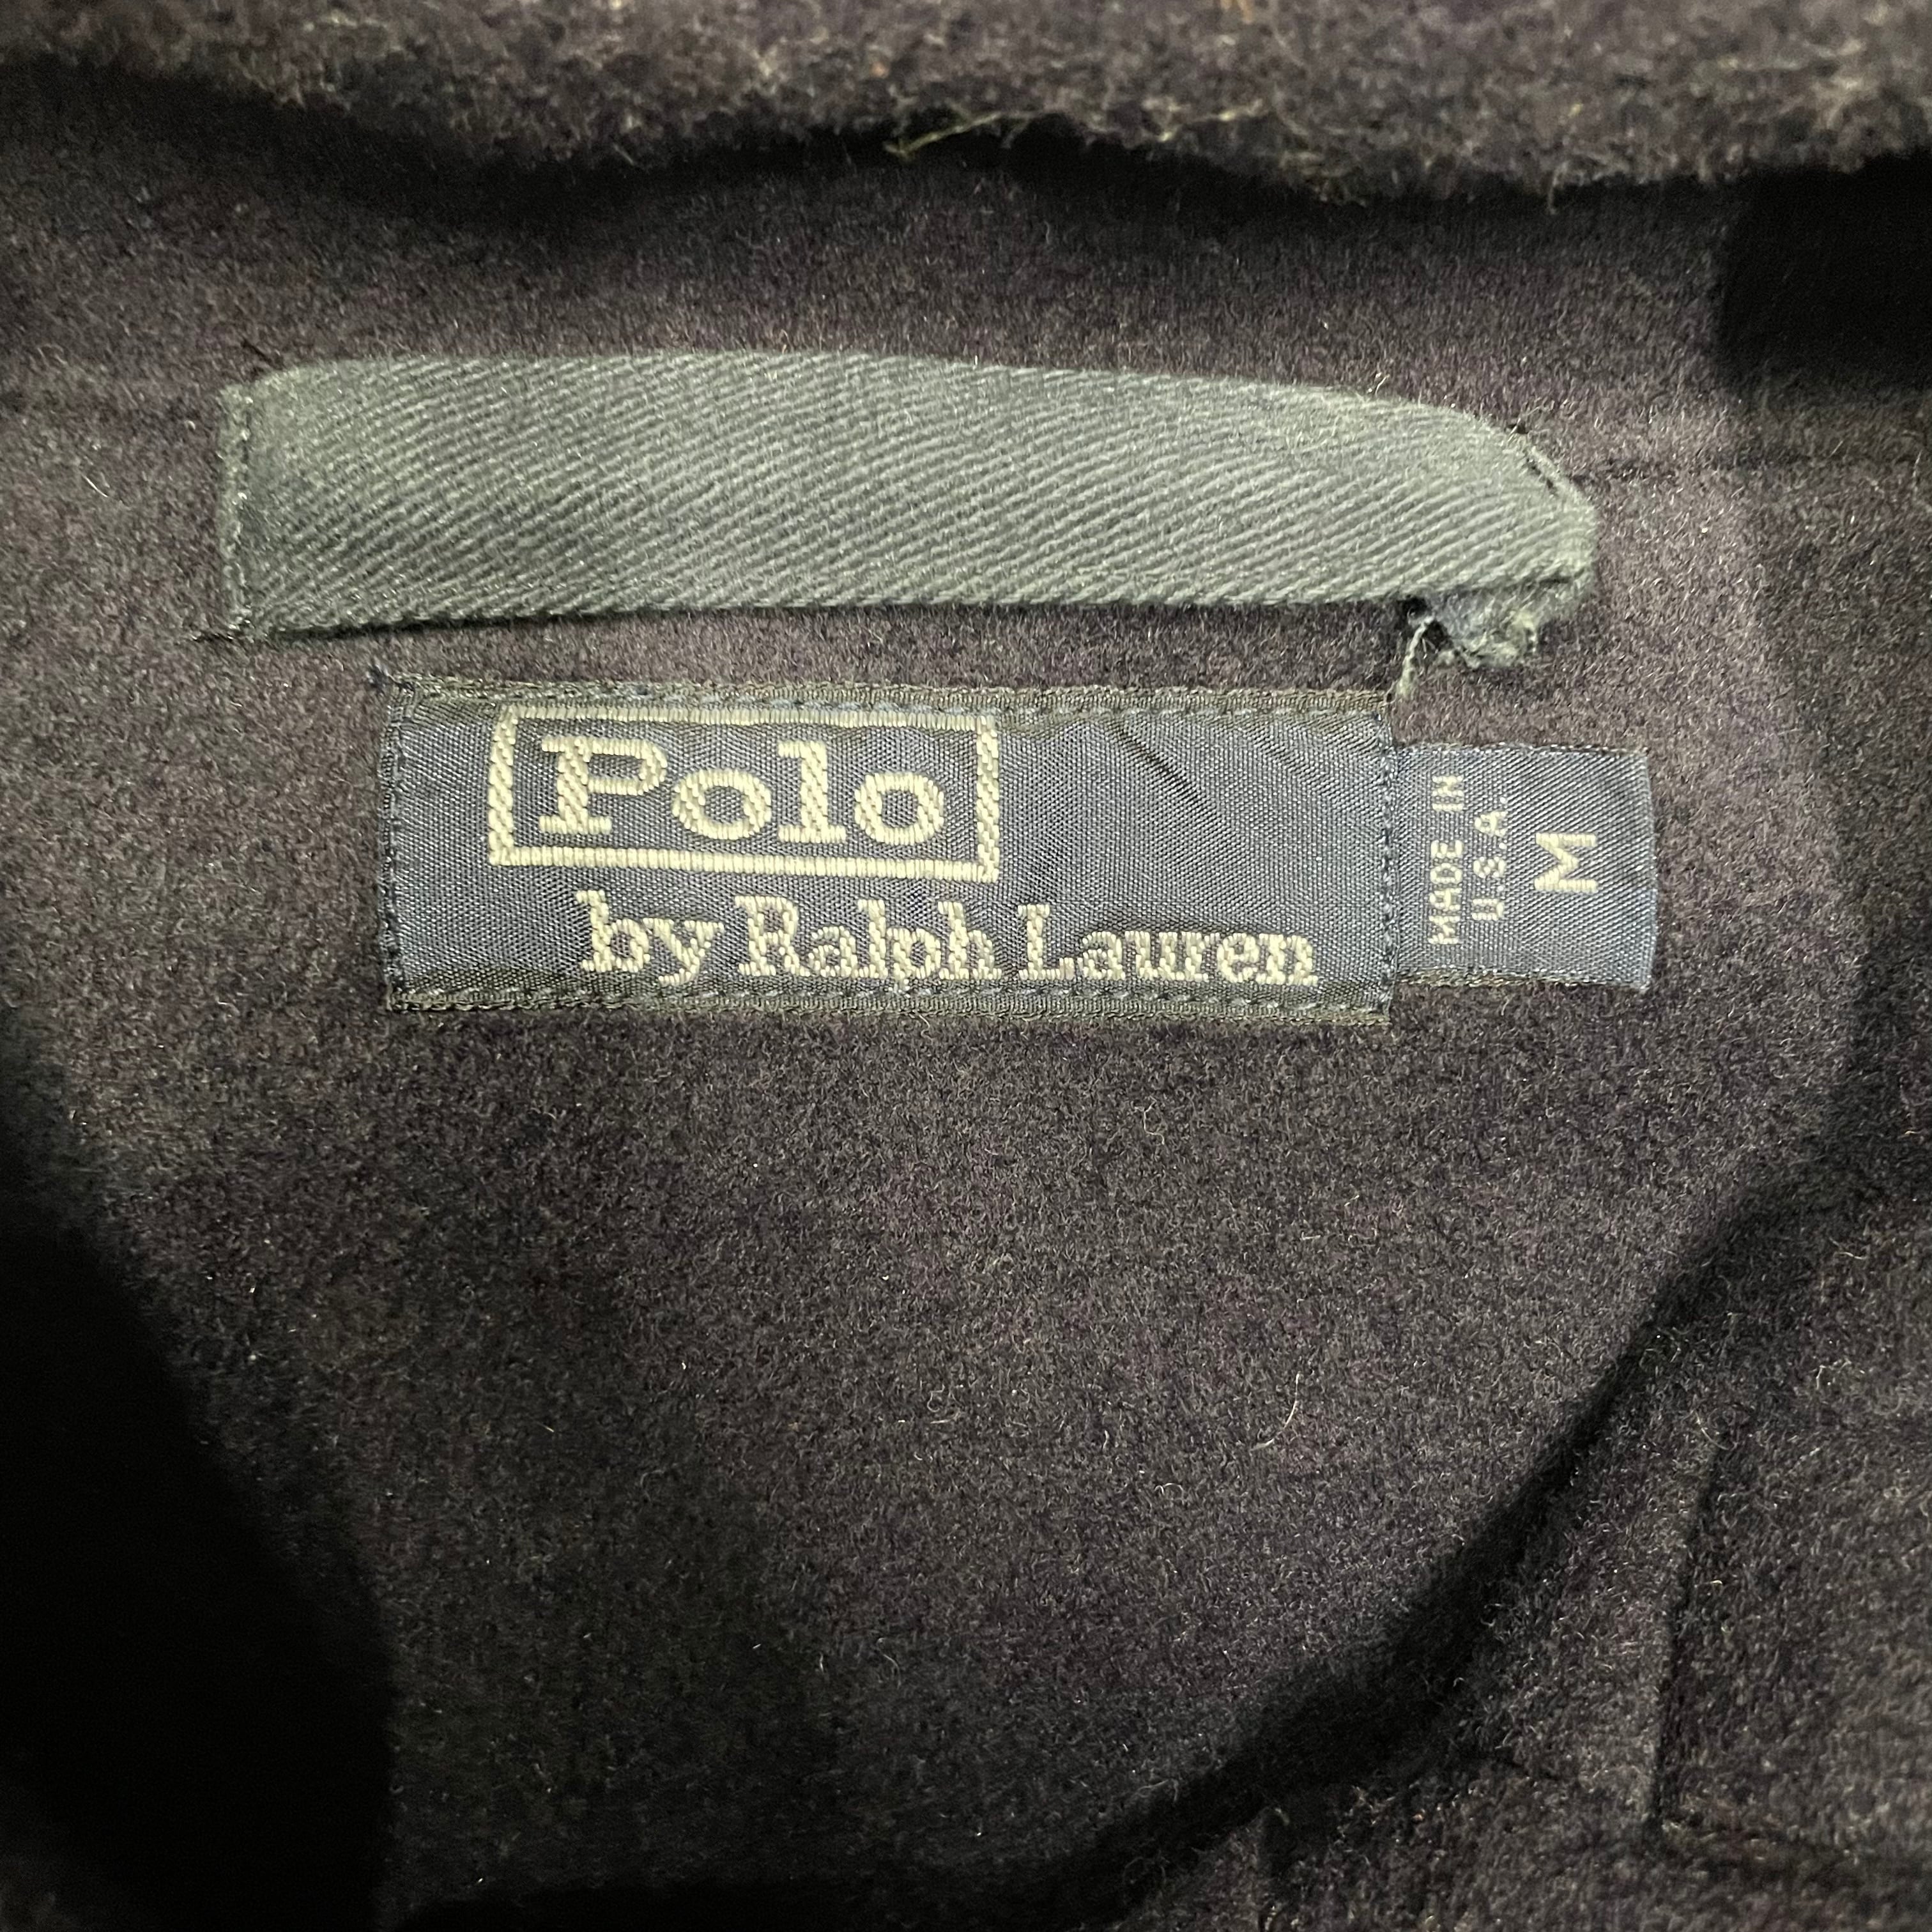 Polo
by Ralph Lauren
MADE IN
U.S.A.
M